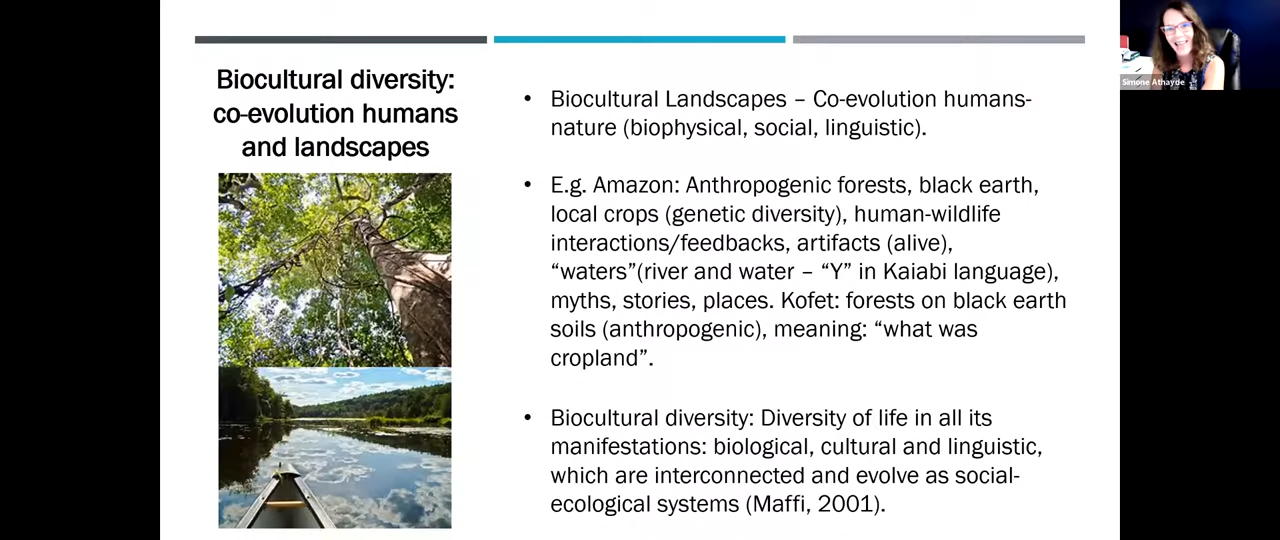 Biocultural diversity:
co-evolution humans
and landscapes
• Biocultural Landscapes – Co-evolution humans-
nature (biophysical, social, linguistic).
• E.g. Amazon: Anthropogenic forests, black earth,
local crops (genetic diversity), human-wildlife
interactions/feedbacks, artifacts (alive),
“waters”(river and water – “Y” in Kaiabi language),
myths, stories, places. Kofet: forests on black earth
soils (anthropogenic), meaning: “what was
cropland”.
• Biocultural diversity: Diversity of life in all its
manifestations: biological, cultural and linguistic,
which are interconnected and evolve as social-
ecological systems (Maffi, 2001).
Simone Athayde